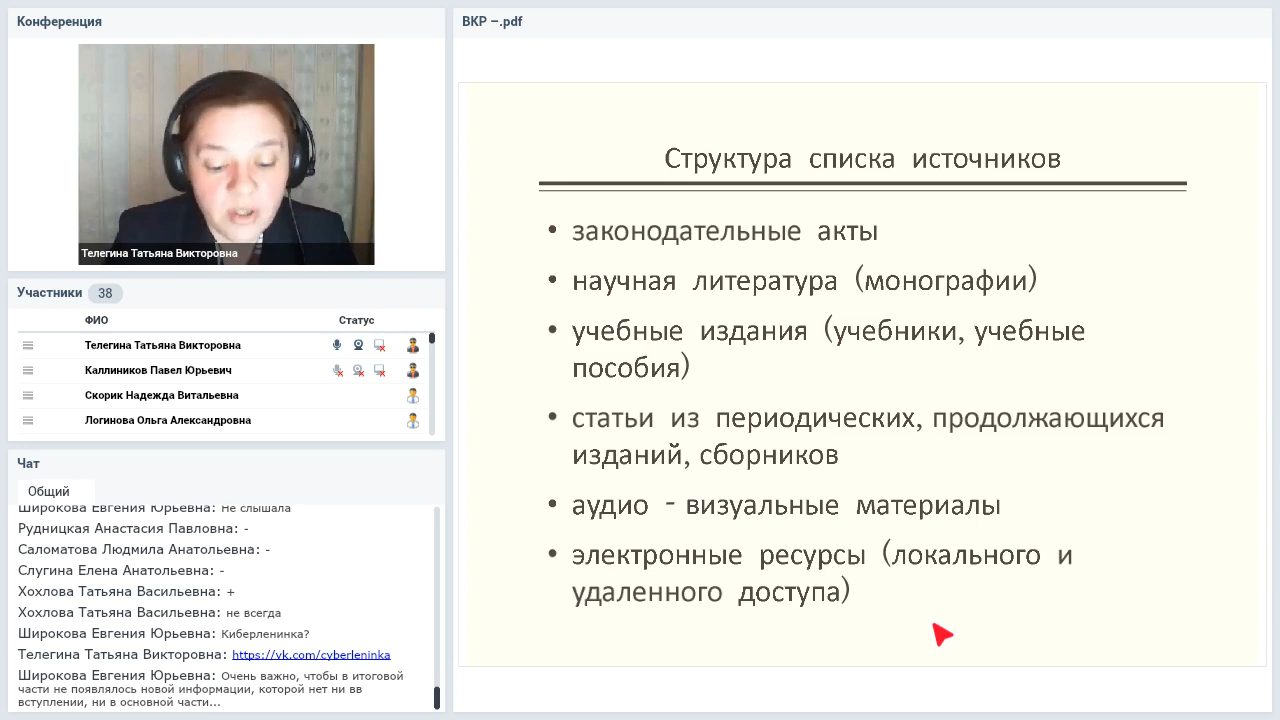 Конференция
Телегина Татьяна Викторовна
Участники 38
ФИО Статус
Телегина Татьяна Викторовна
Каллиников Павел Юрьевич
Скорик Надежда Витальевна
Логинова Ольга Александровна
Чат
Общий
Широкова Евгения Юрьевна: Не слышала
Рудницкая Анастасия Павловна: -
Саломатова Людмила Анатольевна: -
Слугина Елена Анатольевна: -
Хохлова Татьяна Васильевна: +
Хохлова Татьяна Васильевна: не всегда
Широкова Евгения Юрьевна: Киберленинка?
Телегина Татьяна Викторовна: https://vk.com/cyberleninka
Широкова Евгения Юрьевна: Очень важно, чтобы в итоговой
части не появлялось новой информации, которой нет ни вв
вступлении, ни в основной части...
ВКР –.pdf
Структура списка источников
• законодательные акты
• научная литература (монографии)
• учебные издания (учебники, учебные
пособия)
• статьи из периодических, продолжающихся
изданий, сборников
• аудио - визуальные материалы
• электронные ресурсы (локального и
удаленного доступа)